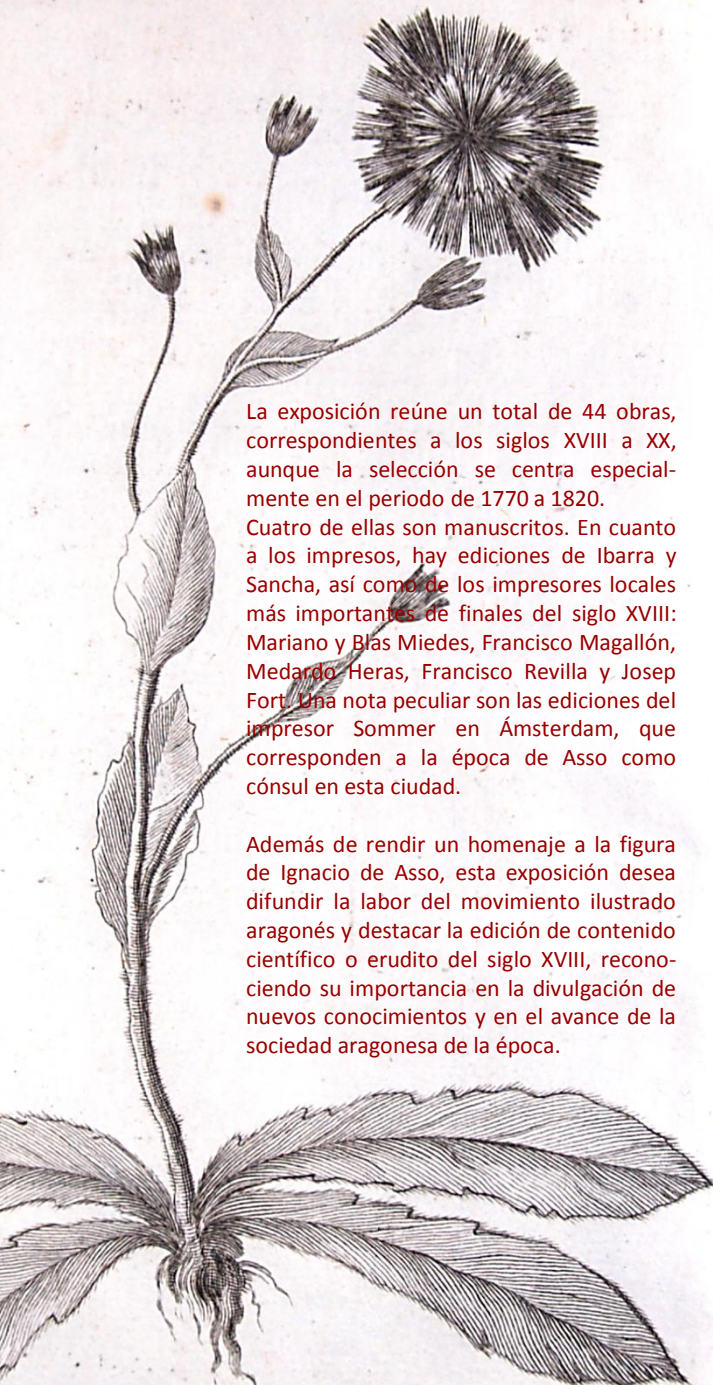 La exposición reúne un total de 44 obras,
correspondientes a los siglos XVIII a XX,
aunque la selección se centra especial-
mente en el periodo de 1770 a 1820.
Cuatro de ellas son manuscritos. En cuanto
a los impresos, hay ediciones de Ibarra y
Sancha, así como de los impresores locales
más importantes de finales del siglo XVIII:
Mariano y Blas Miedes, Francisco Magallón,
Medardo Heras, Francisco Revilla y Josep
Fort. Una nota peculiar son las ediciones del
impresor Sommer en Ámsterdam, que
corresponden a la época de Asso como
cónsul en esta ciudad.

Además de rendir un homenaje a la figura
de Ignacio de Asso, esta exposición desea
difundir la labor del movimiento ilustrado
aragonés y destacar la edición de contenido
científico o erudito del siglo XVIII, recono-
ciendo su importancia en la divulgación de
nuevos conocimientos y en el avance de la
sociedad aragonesa de la época.